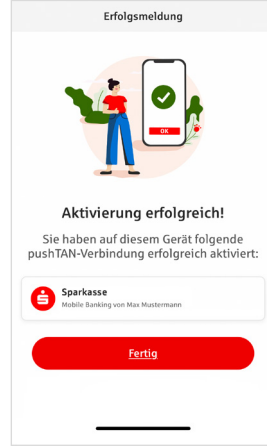 Erfolgsmeldung
OK
Aktivierung erfolgreich!
Sie haben auf diesem Gerät folgende
pushTAN-Verbindung erfolgreich aktiviert:
Sparkasse
Mobile Banking von Max Mustermann
Fertig